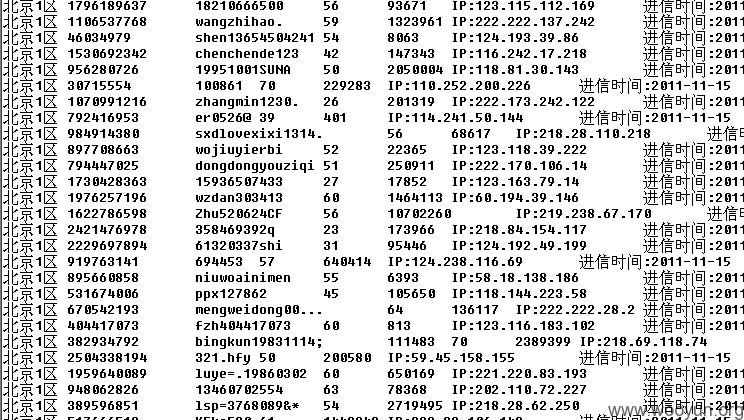 北京1区 1796189637 18210666500 56 93671 IP:123.115.112.169 进信时间:2011
北京1区 1106537768 wangzhihao. 59 1323961 IP:222.222.137.242 进信时间:2011
北京1区 46034979 shen13654504241 54 8063 IP:124.193.39.86 进信时间:2011
北京1区 1530692342 chenchende123 42 147343 IP:116.242.17.218 进信时间:2011
北京1区 956280726 19951001SUNA 50 2050004 IP:118.81.30.143 进信时间:2011
北京1区 30715554 100861 70 229283 IP:110.252.200.226 进信时间:2011-11-15
北京1区 1070991216 zhangmin1230. 26 201319 IP:222.173.242.122 进信时间:2011
北京1区 792416953 er0526@ 39 401 IP:114.241.50.144 进信时间:2011-11-15
北京1区 984914380 sxdlovexixi1314. 56 68617 IP:218.28.110.218 进信
北京1区 897708663 wojiuyierbi 52 22365 IP:123.118.39.222 进信时间:2011
北京1区 794447025 dongdongyouziqi 51 250911 IP:222.170.106.14 进信时间:2011
北京1区 1730428363 15936507433 27 17852 IP:123.163.79.14 进信时间:2011
北京1区 1976257196 wzdan303413 60 1464113 IP:60.194.39.146 进信时间:2011
北京1区 1622786598 Zhu520624CF 56 10702260 IP:219.238.67.170 进信
北京1区 2421476978 358469392q 23 173966 IP:218.84.154.117 进信时间:2011
北京1区 2229697894 61320337shi 31 95446 IP:124.192.49.199 进信时间:2011
北京1区 919763141 694453 57 640414 IP:124.238.116.69 进信时间:2011-11-15
北京1区 895660858 niuwoainimen 55 6393 IP:58.18.138.186 进信时间:2011
北京1区 531674006 ppx127862 45 105650 IP:118.144.223.58 进信时间:2011
北京1区 670542193 mengweidong00... 64 136117 IP:222.222.28.2 进信时间:2011
北京1区 404417073 fzh404417073 60 813 IP:123.116.183.102 进信时间:2011
北京1区 382934792 bingkun19831114; 111483 70 2389399 IP:218.69.118.74
北京1区 2504338194 321.hfy 50 200580 IP:59.45.158.155 进信时间:2011-11-15
北京1区 1959640089 luye=.19860302 60 650169 IP:221.220.83.193 进信时间:2011
北京1区 948062826 13460702554 63 78368 IP:202.110.72.227 进信时间:2011
北京1区 389596851 lsp=3768089&* 54 2719495 IP:218.28.62.250 进信时间:2011
www.wooyun.org